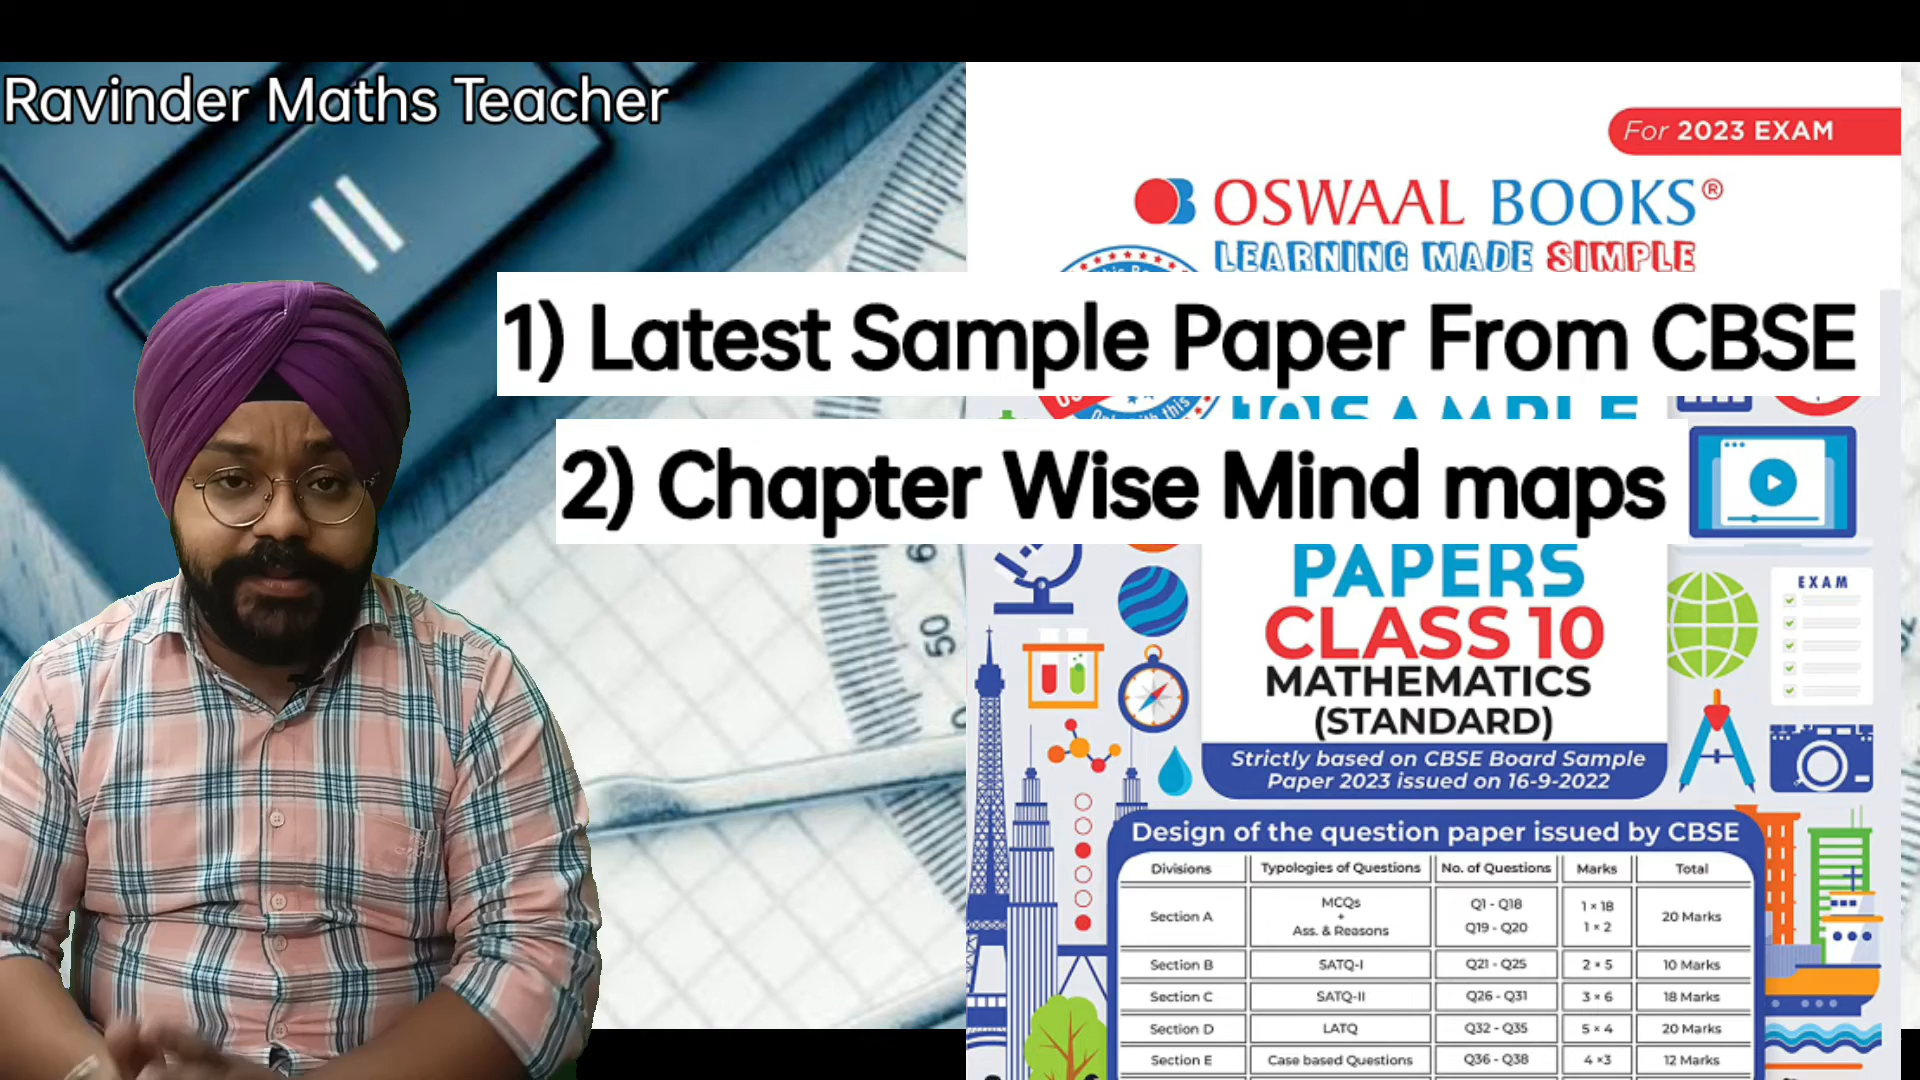 Ravinder Maths Teacher
For 2023 EXAM
OSWAAL BOOKS®
LEARNING MADE SIMPLE
1) Latest Sample Paper From CBSE
with this
10 SAMPLE
2) Chapter Wise Mind maps
50
PAPERS
EXAM
CLASS 10
MATHEMATICS
(STANDARD)
Strictly based on CBSE Board Sample
Paper 2023 issued on 16-9-2022
Design of the question paper issued by CBSE
Divisions Typologies of Questions No. of Questions Marks Total
Section A MCQs + Ass. & Reasons Q1 - Q18 Q19 - Q20 1 × 18 1 × 2 20 Marks
Section B SATQ-I Q21 - Q25 2 × 5 10 Marks
Section C SATQ-II Q26 - Q31 3 × 6 18 Marks
Section D LATQ Q32 - Q35 5 × 4 20 Marks
Section E Case based Questions Q36 - Q38 4 ×3 12 Marks